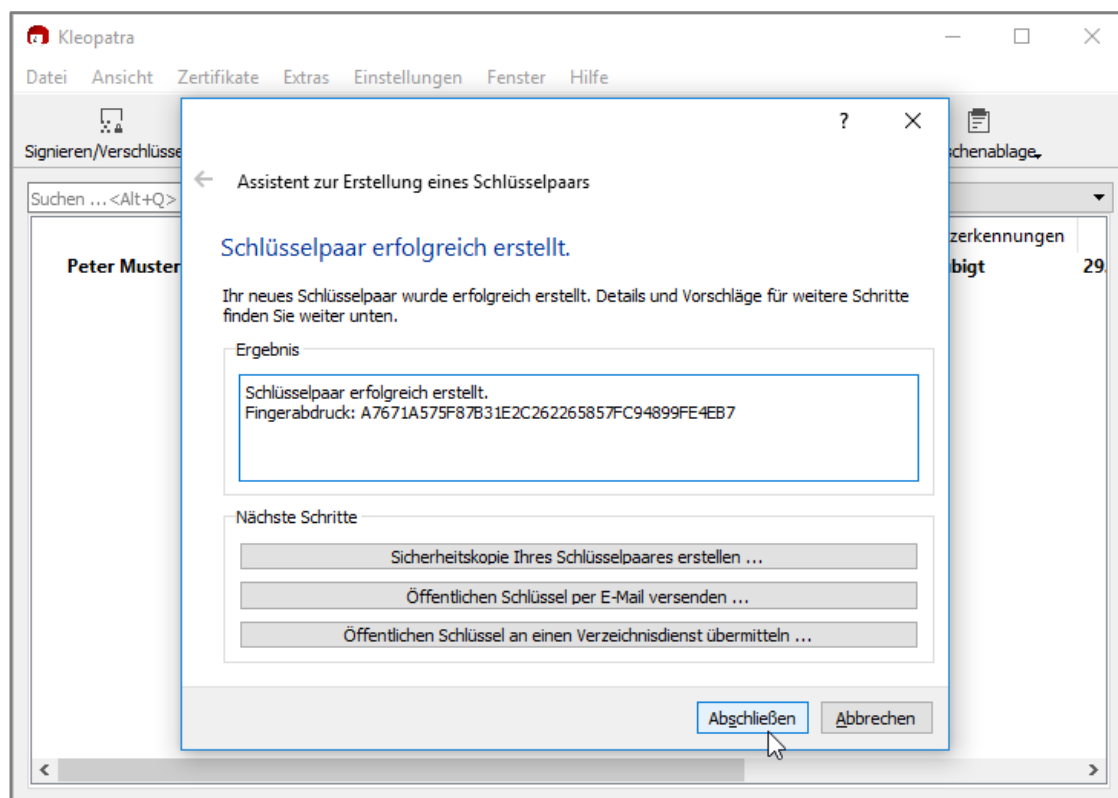 Kleopatra
Datei Ansicht Zertifikate Extras Einstellungen Fenster Hilfe
Signieren/Verschlüsse
chenablage
Suchen ...<Alt+Q>
zerkennungen
Peter Muster
bigt 29.
?
Assistent zur Erstellung eines Schlüsselpaars
Schlüsselpaar erfolgreich erstellt.
Ihr neues Schlüsselpaar wurde erfolgreich erstellt. Details und Vorschläge für weitere Schritte
finden Sie weiter unten.
Ergebnis
Schlüsselpaar erfolgreich erstellt.
Fingerabdruck: A7671A575F87B31E2C262265857FC94899FE4EB7
Nächste Schritte
Sicherheitskopie Ihres Schlüsselpaares erstellen ...
Öffentlichen Schlüssel per E-Mail versenden ...
Öffentlichen Schlüssel an einen Verzeichnisdienst übermitteln ...
Abschließen
Abbrechen